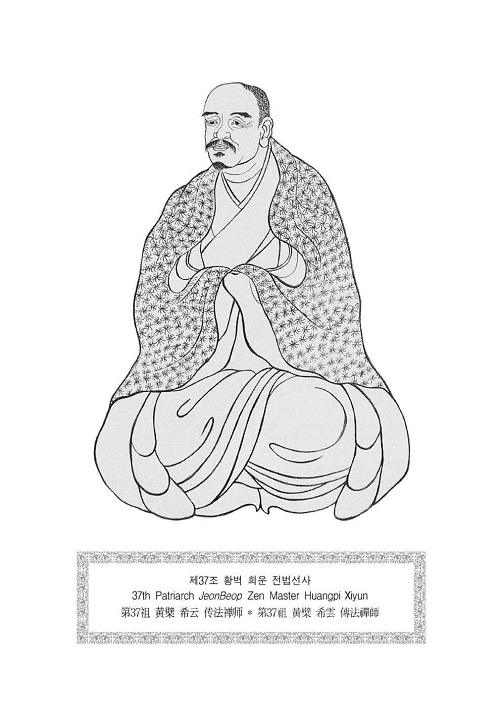 제37조 황벽 희운 전법선사
37th Patriarch JeonBeop Zen Master Huangpi Xiyun
第37祖 黄檗 希云 传法禅师 * 第37祖 黃檗 希雲 傳法禪師